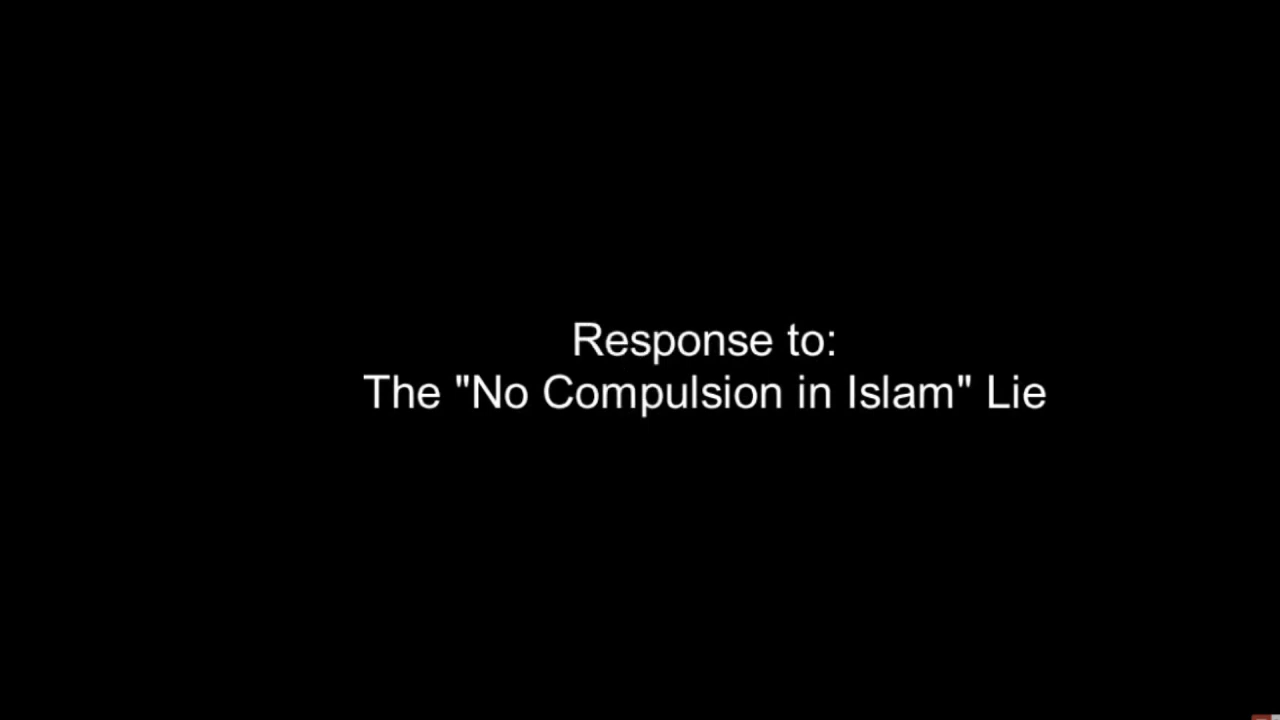 Response to:
The "No Compulsion in Islam" Lie